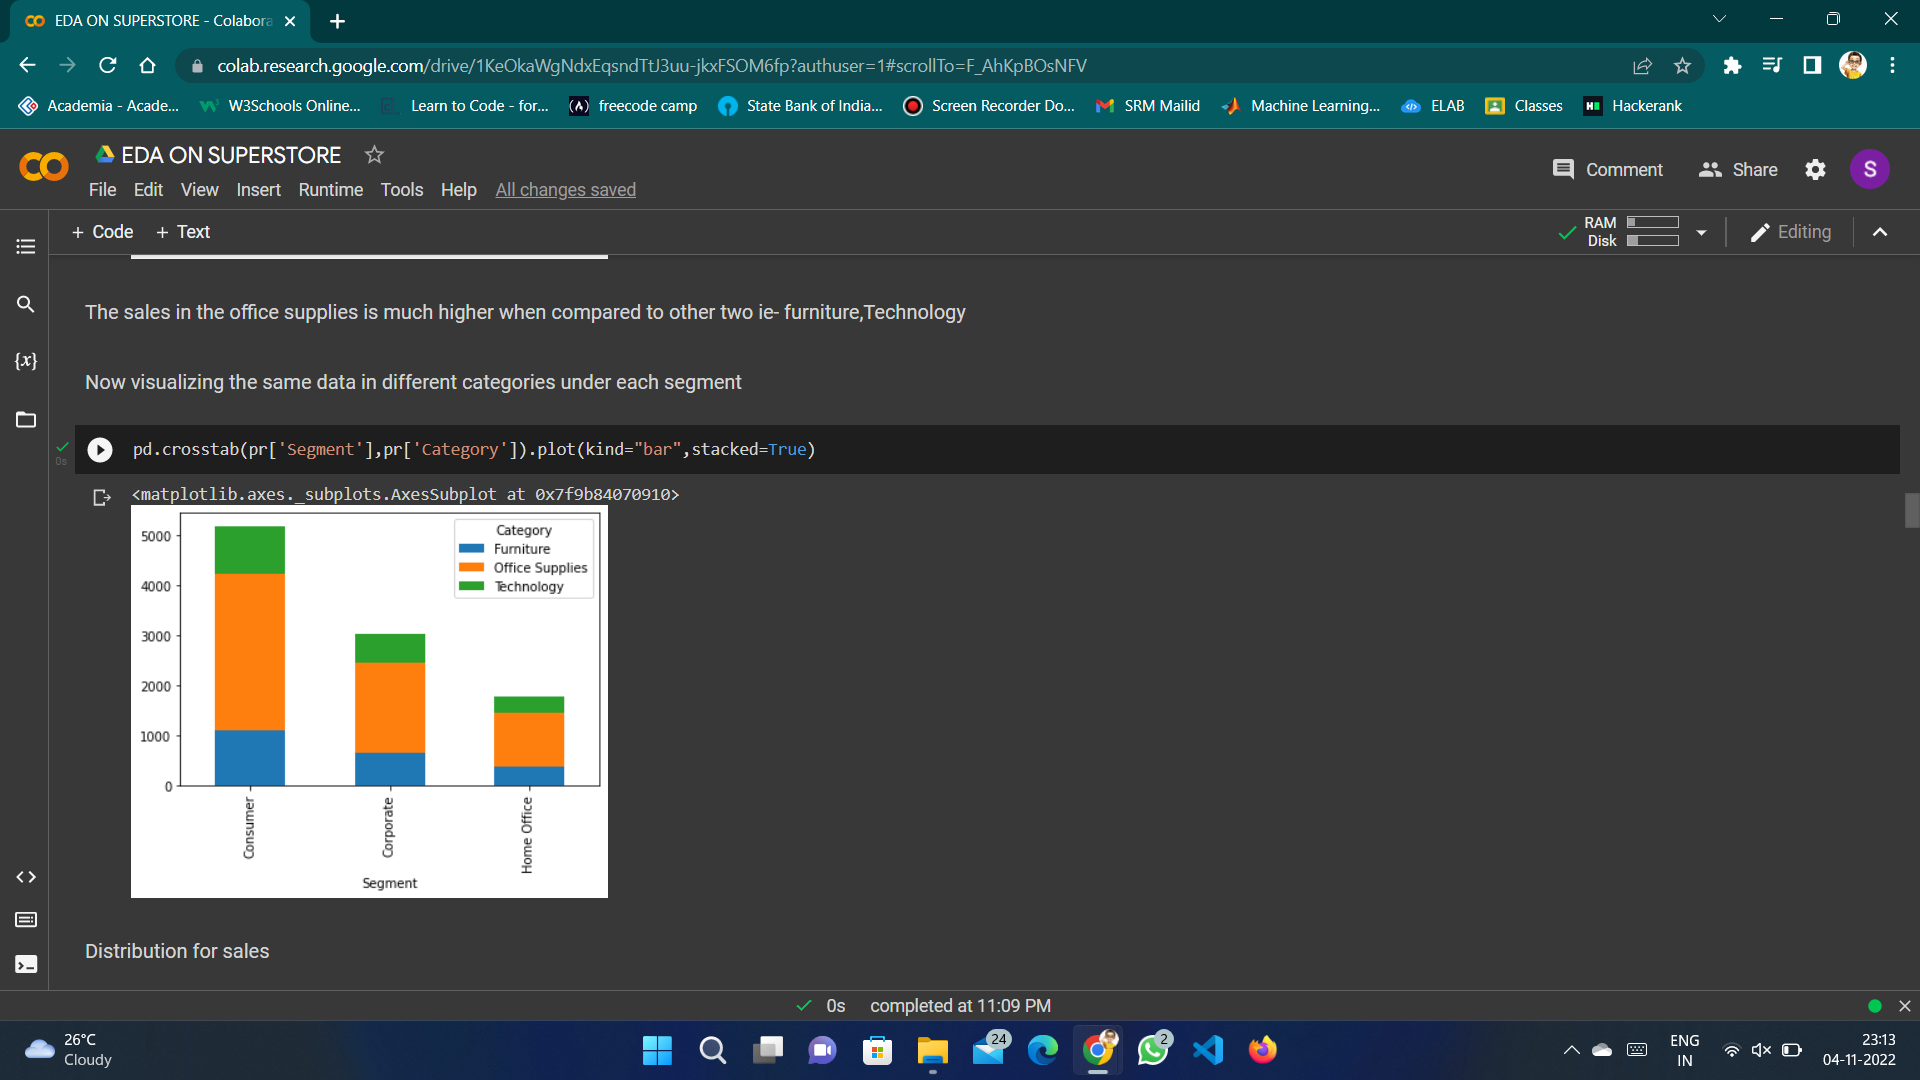 EDA ON SUPERSTORE - Colabora
colab.research.google.com/drive/1KeOkaWgNdxEqsndTtJ3uu-jkxFSOM6fp?authuser=1#scrollTo=F_AhKpBOsNFV
Academia - Acade... W3Schools Online... Learn to Code - for... freecode camp State Bank of India... Screen Recorder Do... SRM Mailid Machine Learning... ELAB Classes Hackerank
EDA ON SUPERSTORE
Comment Share S
File Edit View Insert Runtime Tools Help All changes saved
+ Code + Text
RAM
Disk
Editing
The sales in the office supplies is much higher when compared to other two ie- furniture,Technology
{x}
Now visualizing the same data in different categories under each segment
0s
pd.crosstab(pr['Segment'],pr['Category']).plot(kind="bar",stacked=True)
<matplotlib.axes._subplots.AxesSubplot at 0x7f9b84070910>
Category
Furniture
Office Supplies
Technology
5000
4000
3000
2000
1000
0
Consumer
Corporate
Home Office
Segment
Distribution for sales
0s completed at 11:09 PM
26°C
Cloudy
24
2
ENG
IN
23:13
04-11-2022